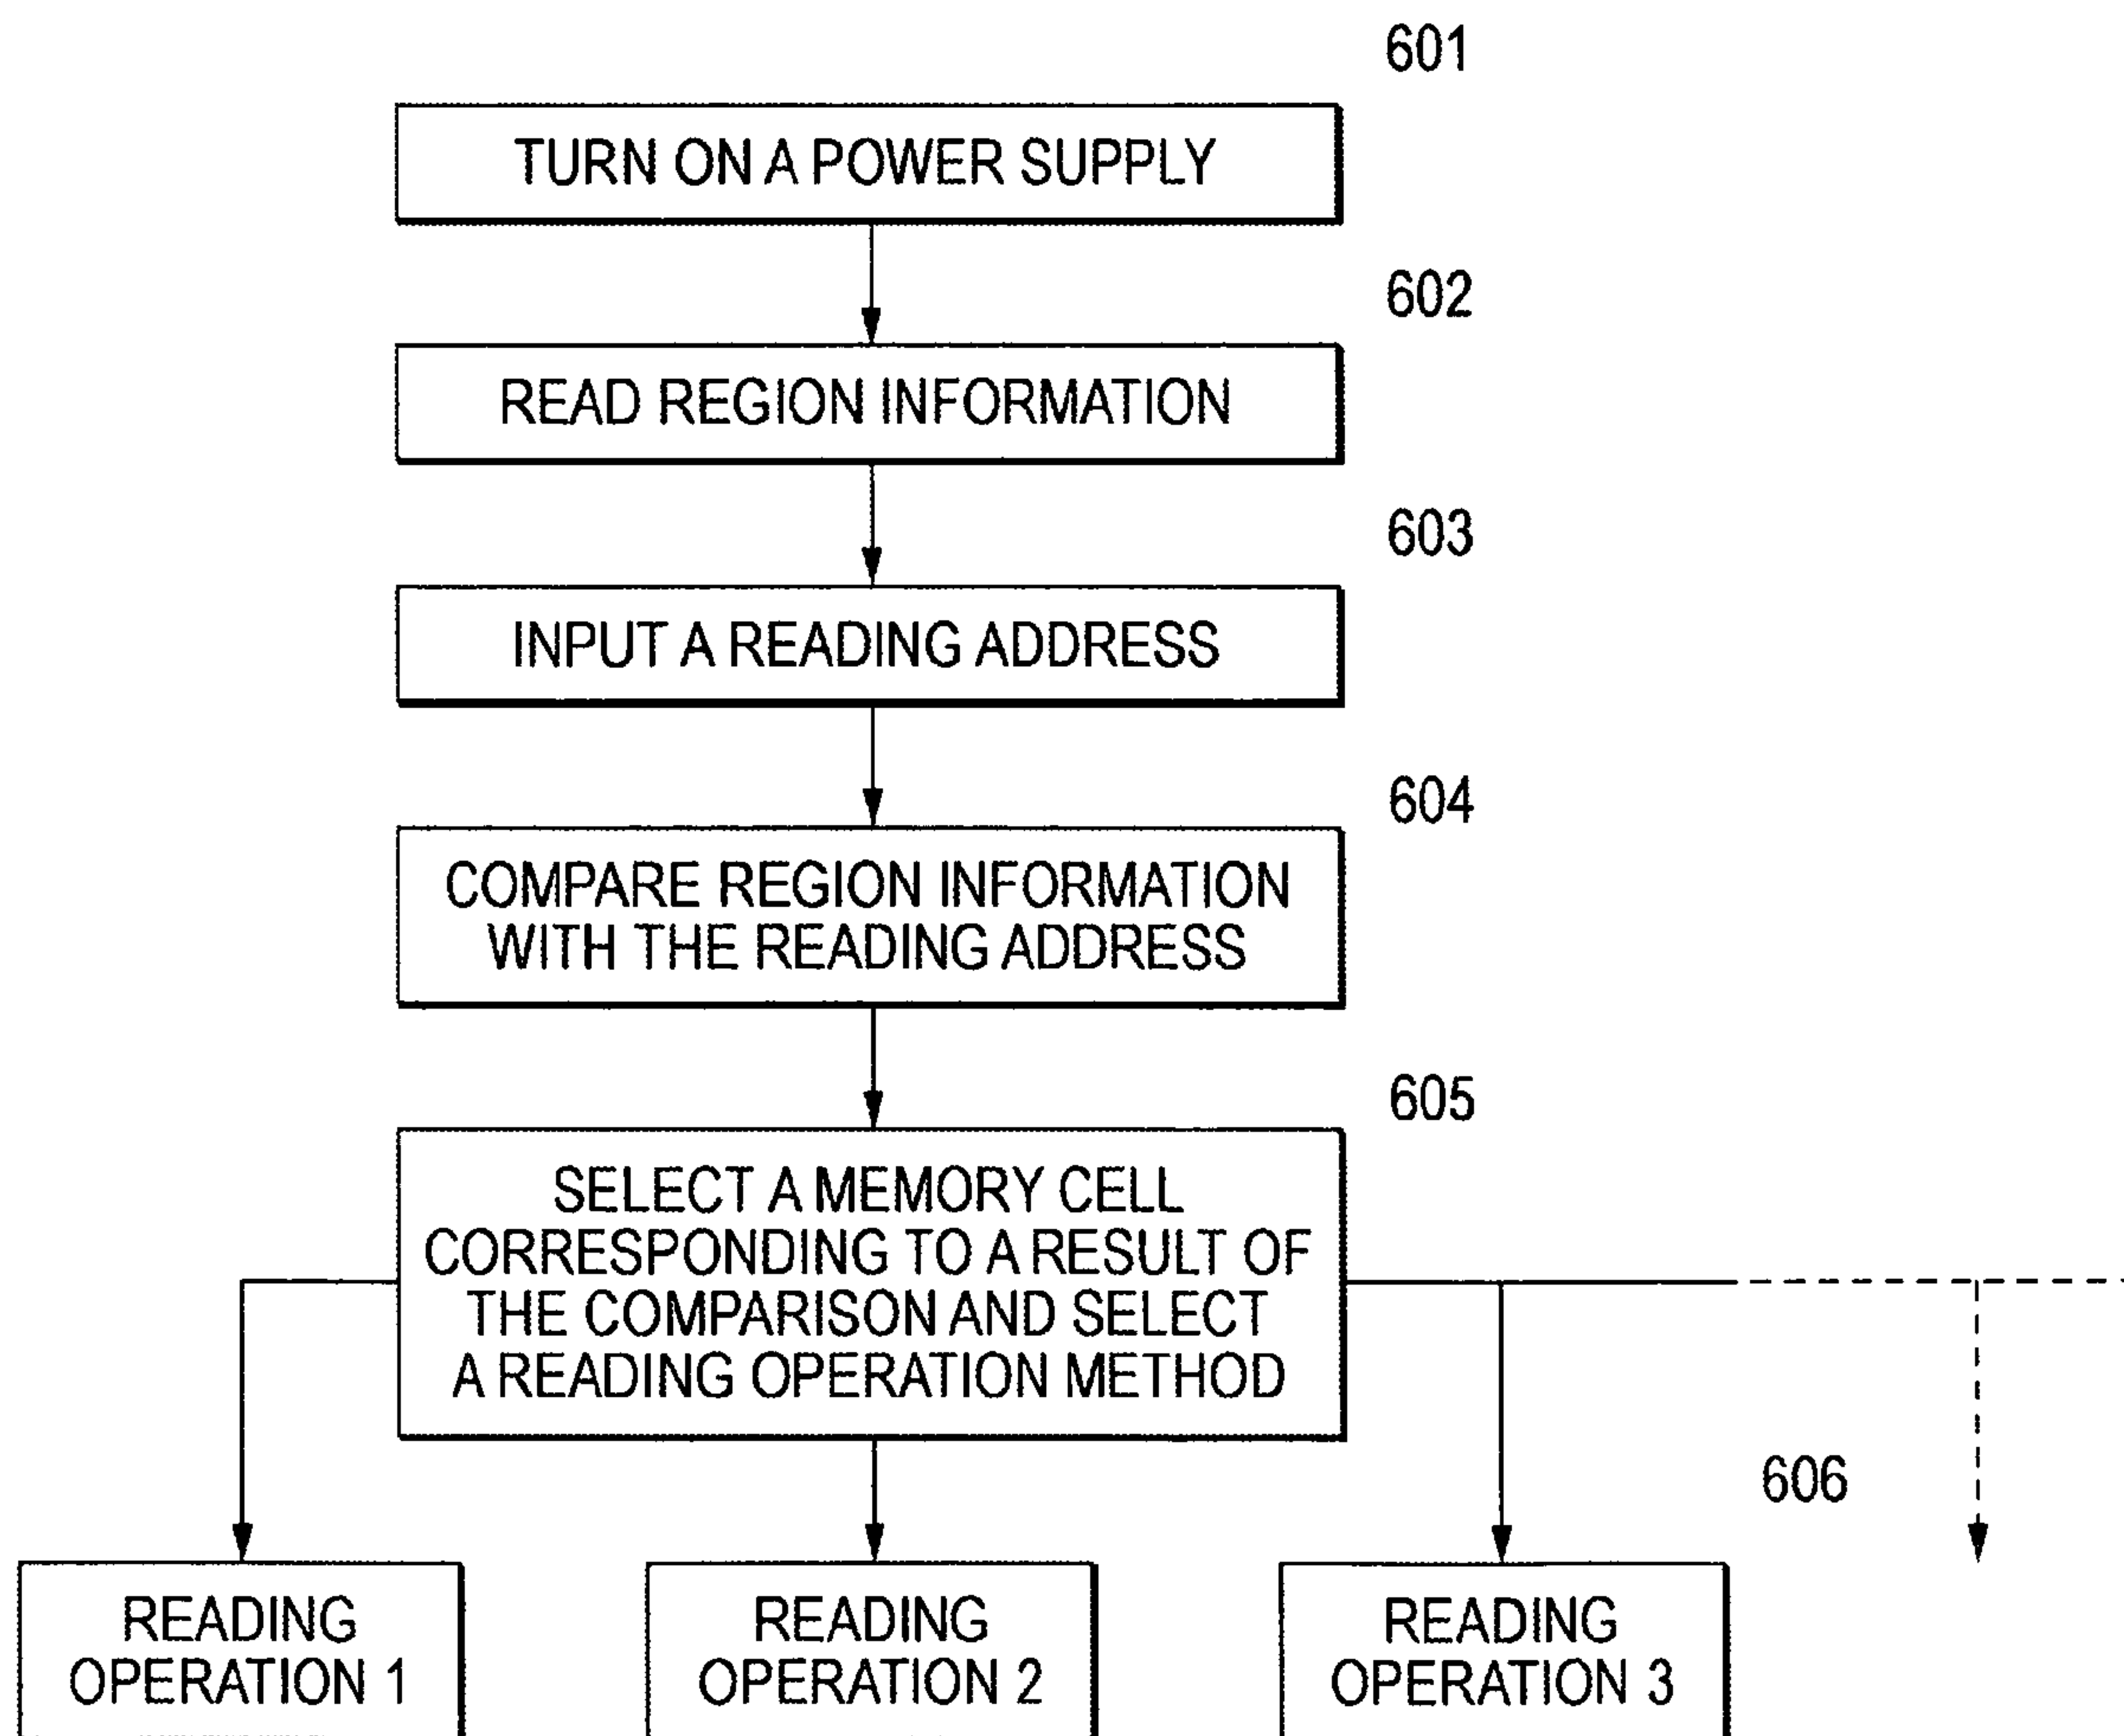 601
TURN ON A POWER SUPPLY
602
READ REGION INFORMATION
603
INPUT A READING ADDRESS
604
COMPARE REGION INFORMATION
WITH THE READING ADDRESS
605
SELECT A MEMORY CELL
CORRESPONDING TO A RESULT OF
THE COMPARISON AND SELECT
A READING OPERATION METHOD
606
READING
OPERATION 1
READING
OPERATION 2
READING
OPERATION 3